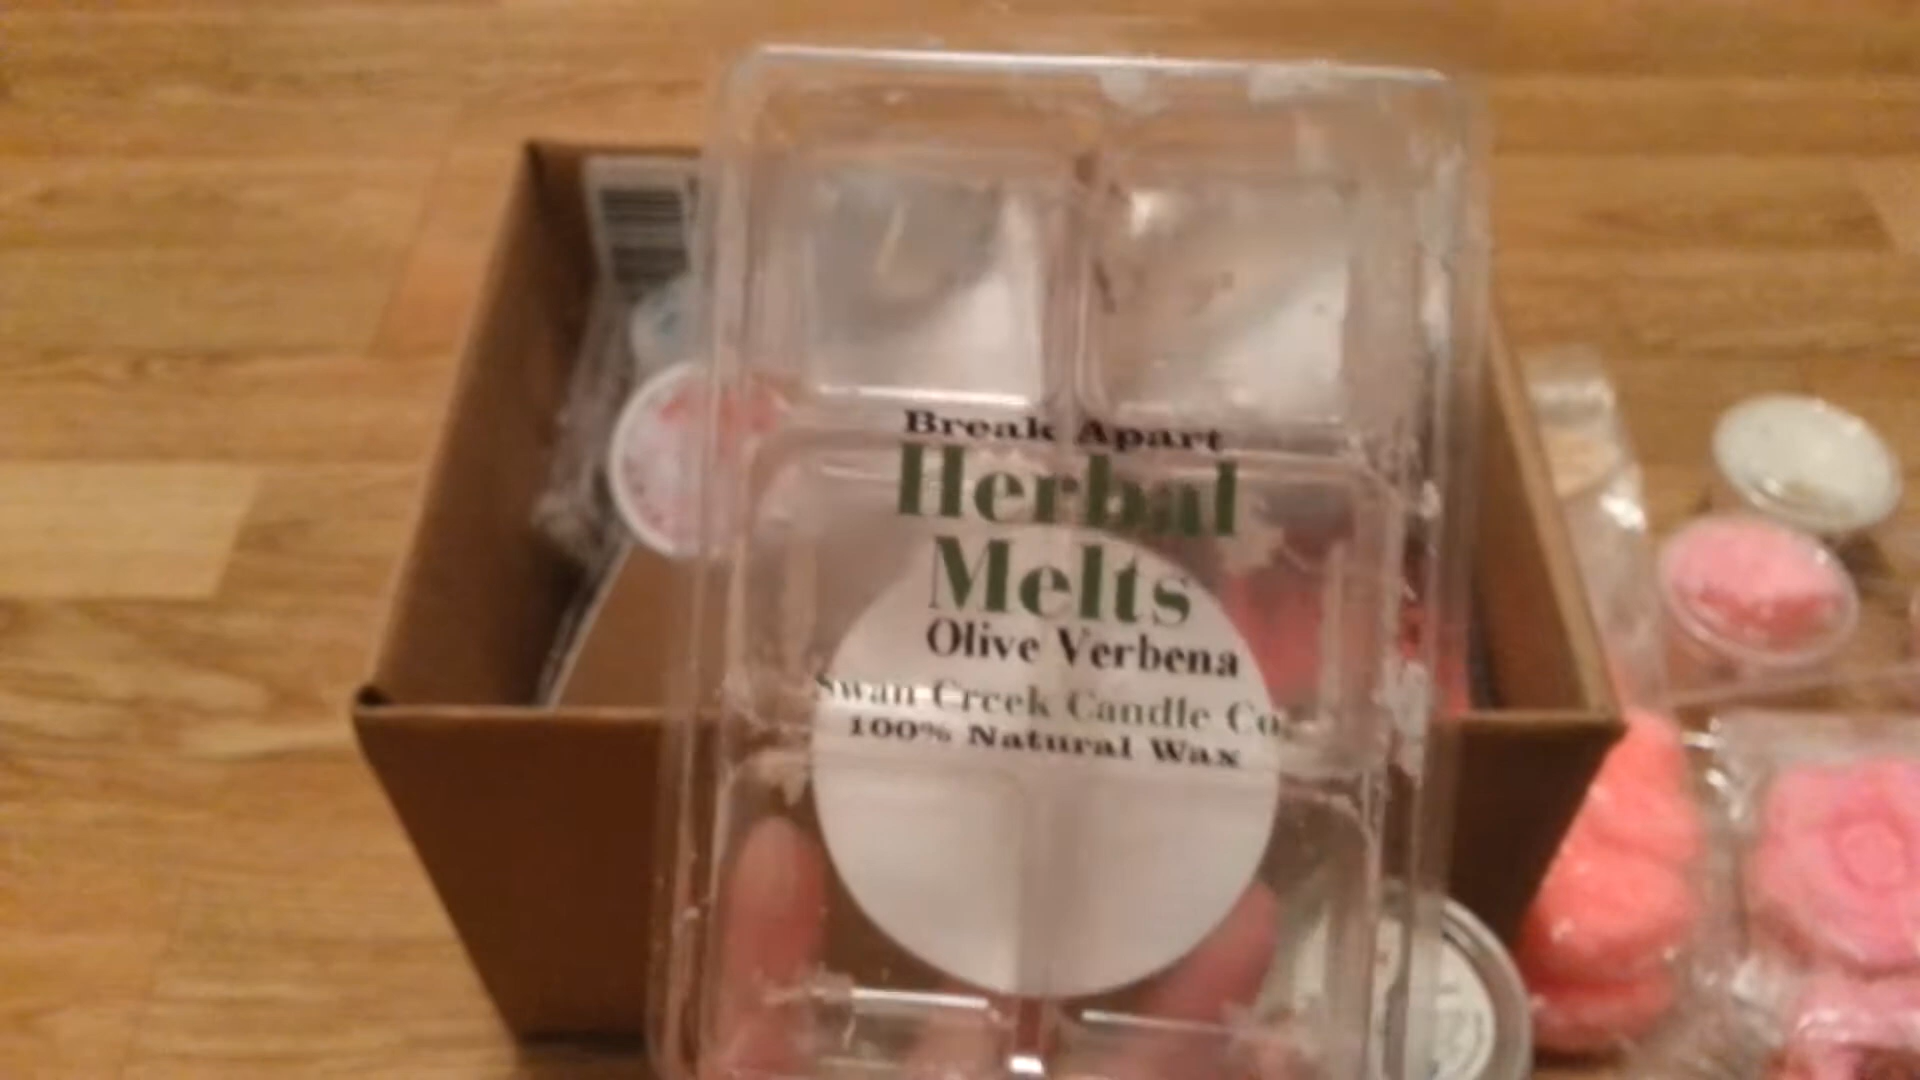 Break Apart
Herbal
Melts
Olive Verbena
Swan Creek Candle Co.
100% Natural Wax